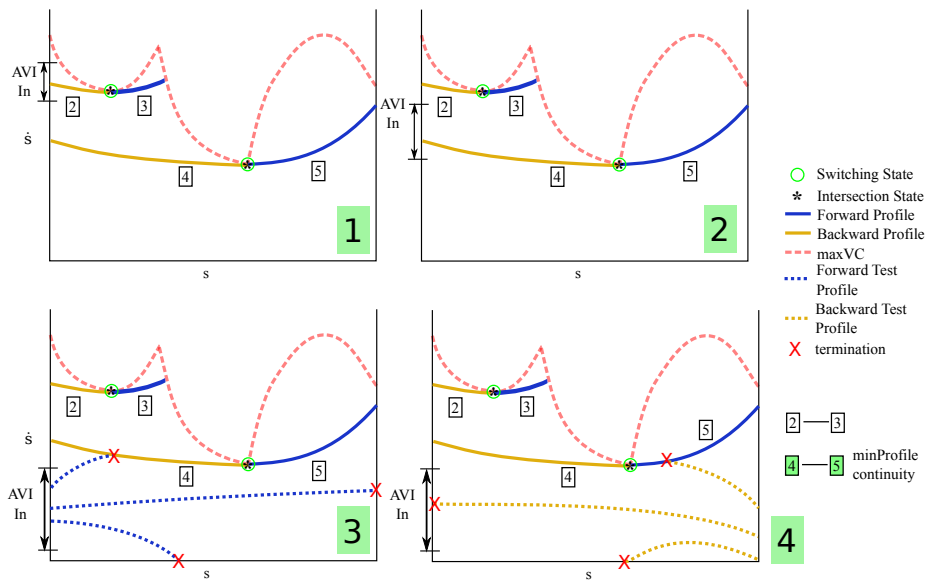 AVI
In
2
3
ṡ
4
5
1
s
AVI
In
2
3
4
5
2
s
Switching State
* Intersection State
Forward Profile
Backward Profile
maxVC
Forward Test
Profile
Backward Test
Profile
X termination
2 3
4 5 minProfile
continuity
2
3
ṡ
X
4
5
AVI
In
X
3
X
s
2
3
5
X
4
AVI
In
X
4
X
s